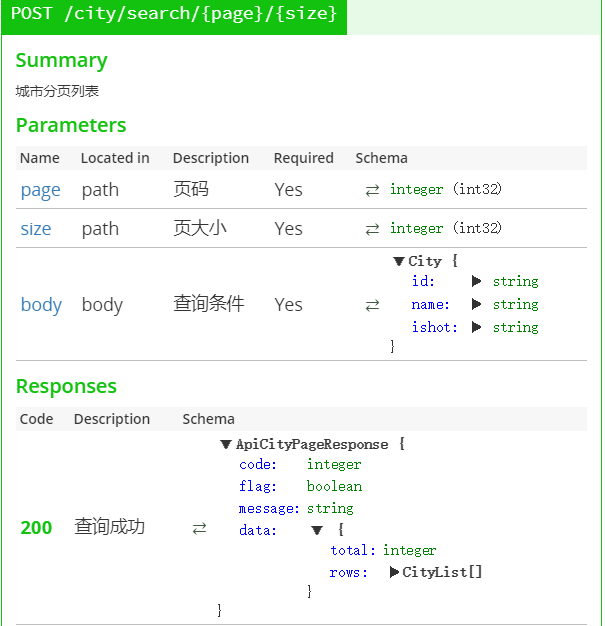 POST /city/search/{page}/{size}
Summary
城市分页列表
Parameters
Name Located in Description Required Schema
page path 页码 Yes ⇄ integer (int32)
size path 页大小 Yes ⇄ integer (int32)
▼City {
id: ▶ string
name: ▶ string
body body 查询条件 Yes ⇄
ishot: ▶ string
}
Responses
Code Description Schema
▼ApiCityPageResponse {
code: integer
flag: boolean
message: string
200 查询成功 ⇄
data: ▼ {
total: integer
rows: ▶CityList[]
}
}